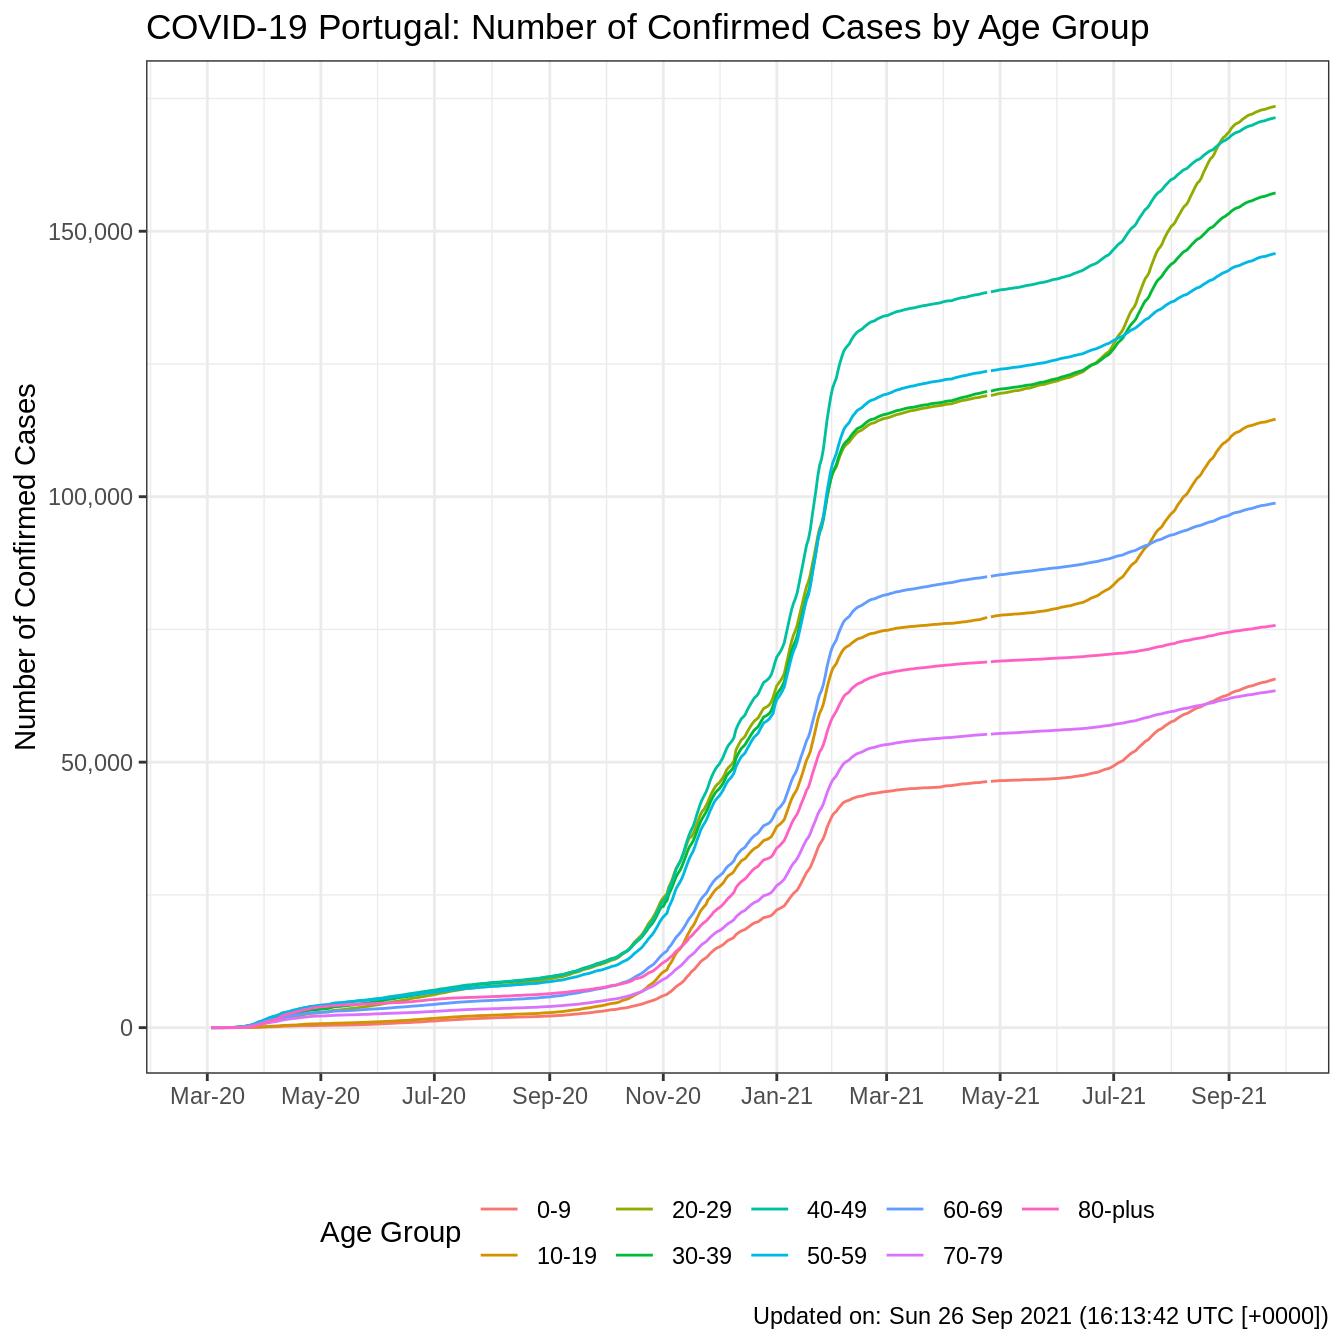 COVID-19 Portugal: Number of Confirmed Cases by Age Group
Number of Confirmed Cases
150,000
100,000
50,000
0
Mar-20 May-20 Jul-20 Sep-20 Nov-20 Jan-21 Mar-21 May-21 Jul-21 Sep-21
Age Group
0-9 20-29 40-49 60-69 80-plus
10-19 30-39 50-59 70-79
Updated on: Sun 26 Sep 2021 (16:13:42 UTC [+0000])